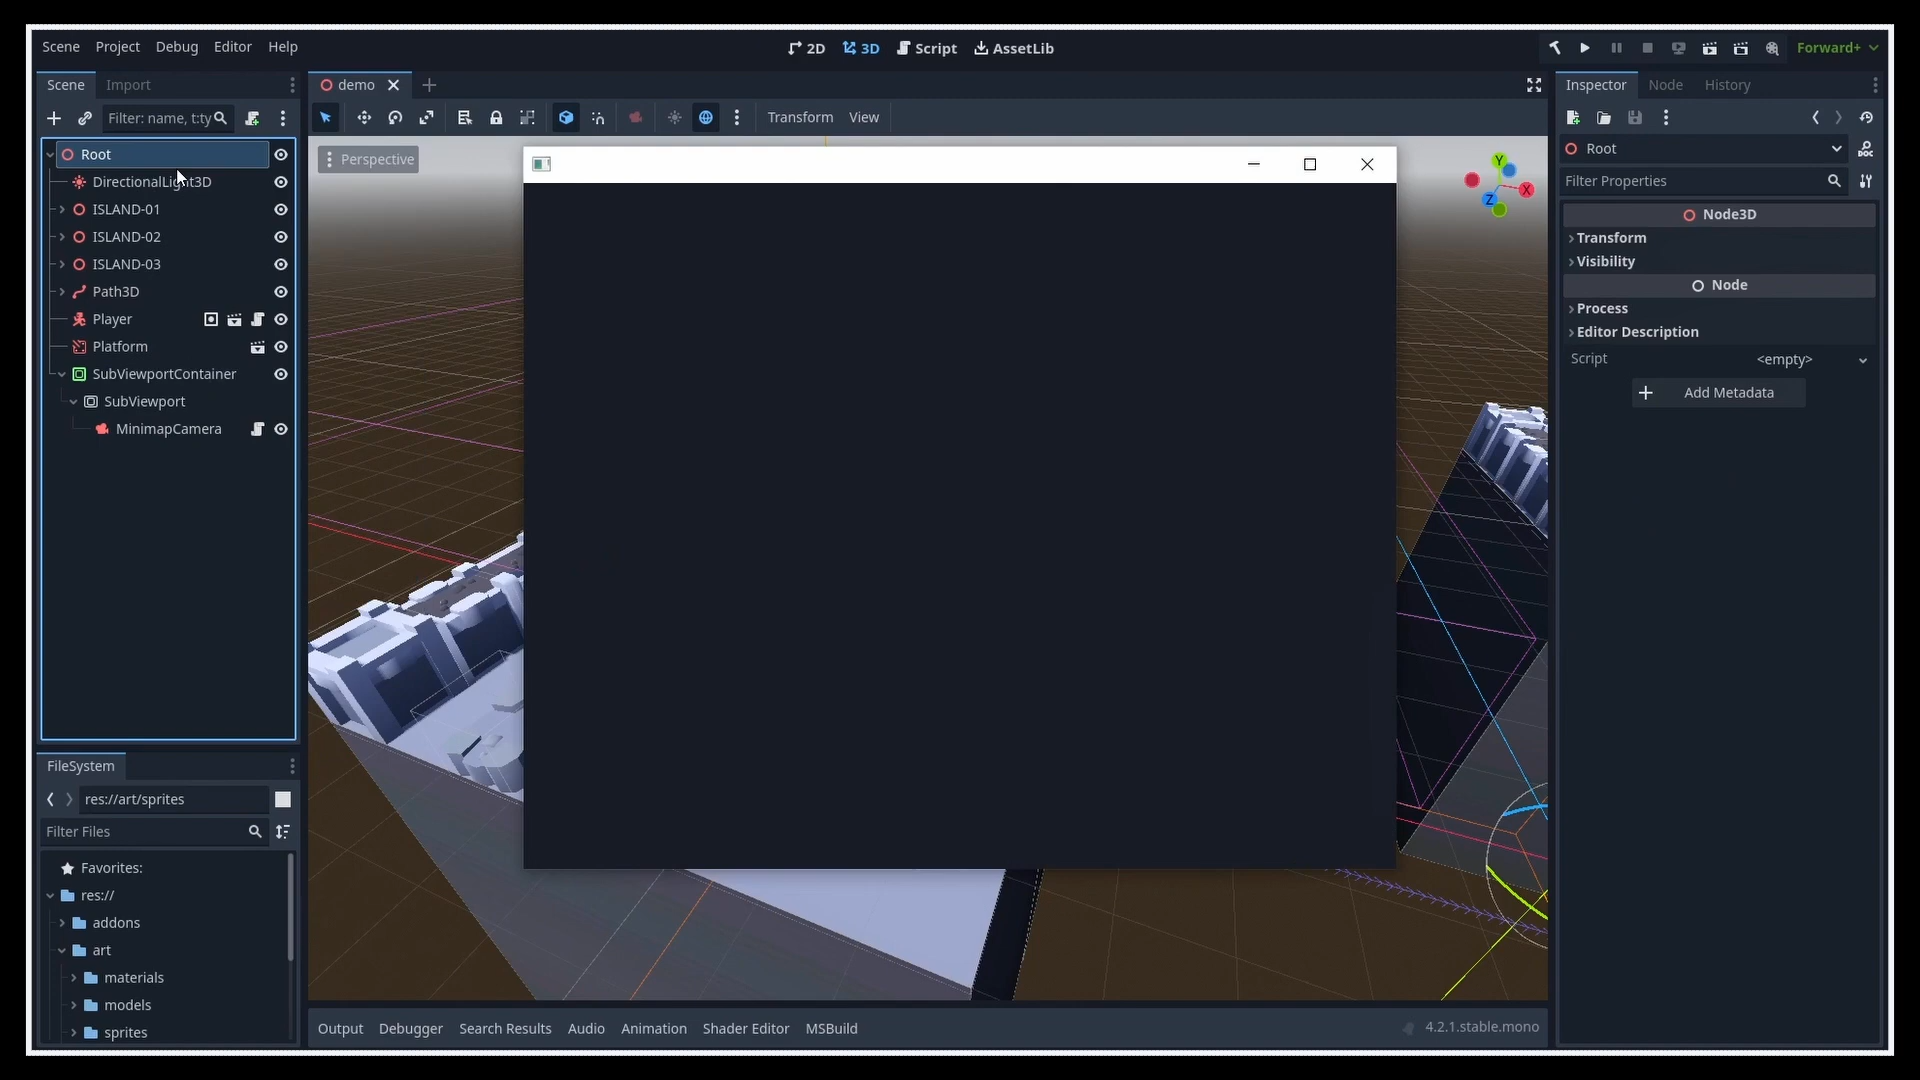 Scene Project Debug Editor Help
2D 3D Script AssetLib
Forward+
Scene Import
demo
Inspector Node History
Filter: name, t:ty
Transform View
Root
DirectionalLight3D
ISLAND-01
ISLAND-02
ISLAND-03
Path3D
Player
Platform
SubViewportContainer
SubViewport
MinimapCamera
Perspective
Y
X
Z
Root
DOC
Filter Properties
Node3D
Transform
Visibility
Node
Process
Editor Description
Script <empty>
Add Metadata
FileSystem
res://art/sprites
Filter Files
Favorites:
res://
addons
art
materials
models
sprites
Output Debugger Search Results Audio Animation Shader Editor MSBuild
4.2.1.stable.mono